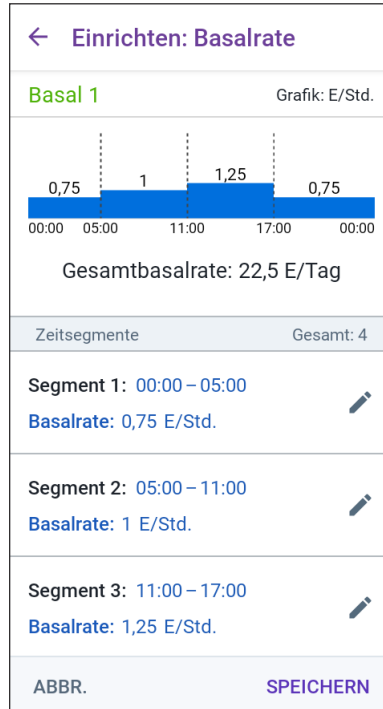 Einrichten: Basalrate
Basal 1 Grafik: E/Std.
0,75 1 1,25 0,75
00:00 05:00 11:00 17:00 00:00
Gesamtbasalrate: 22,5 E/Tag
Zeitsegmente Gesamt: 4
Segment 1: 00:00 – 05:00
Basalrate: 0,75 E/Std.
Segment 2: 05:00 – 11:00
Basalrate: 1 E/Std.
Segment 3: 11:00 – 17:00
Basalrate: 1,25 E/Std.
ABBR. SPEICHERN